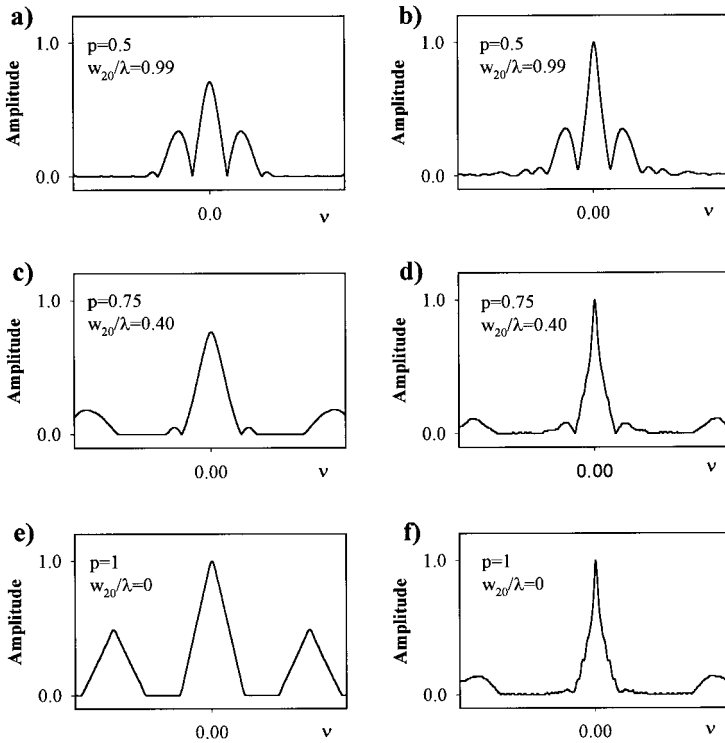 a)
Amplitude
1.0
0.0
p=0.5
w20/λ=0.99
0.0
ν
b)
Amplitude
1.0
0.0
p=0.5
w20/λ=0.99
0.00
ν
c)
Amplitude
1.0
0.0
p=0.75
w20/λ=0.40
0.00
ν
d)
Amplitude
1.0
0.0
p=0.75
w20/λ=0.40
0.00
ν
e)
Amplitude
1.0
0.0
p=1
w20/λ=0
0.00
ν
f)
Amplitude
1.0
0.0
p=1
w20/λ=0
0.00
ν